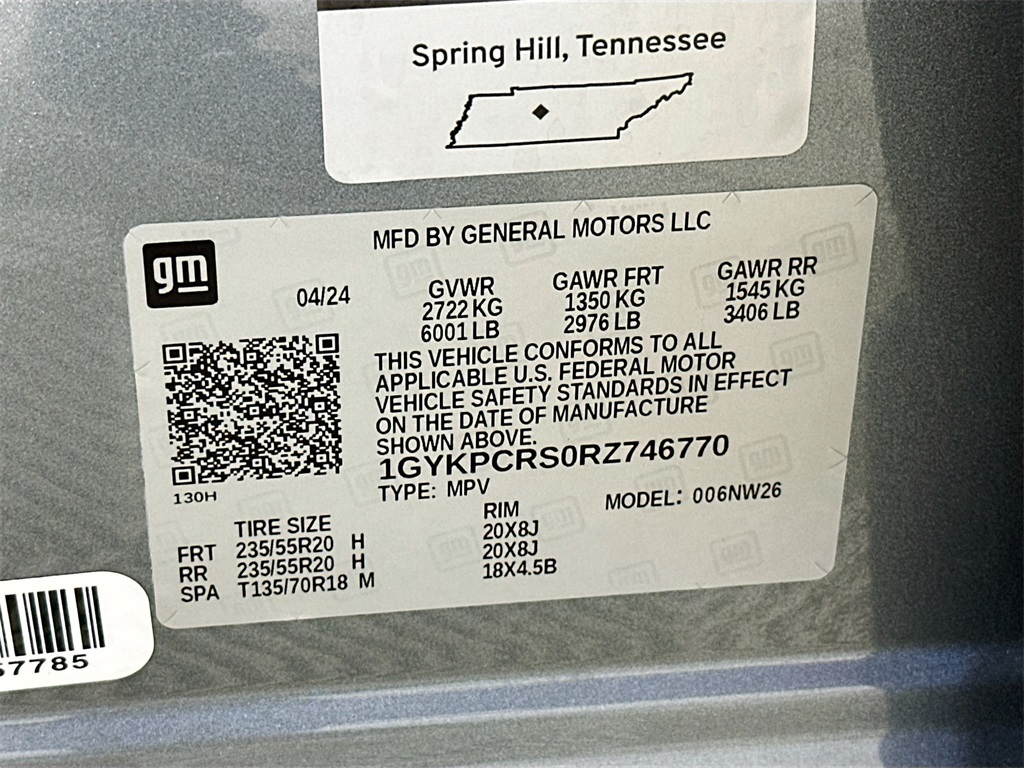 Spring Hill, Tennessee
gm
MFD BY GENERAL MOTORS LLC
04/24
GVWR
2722 KG
6001 LB
GAWR FRT
1350 KG
2976 LB
GAWR RR
1545 KG
3406 LB
THIS VEHICLE CONFORMS TO ALL
APPLICABLE U.S. FEDERAL MOTOR
VEHICLE SAFETY STANDARDS IN EFFECT
ON THE DATE OF MANUFACTURE
SHOWN ABOVE.
1GYKPCRS0RZ746770
130H
TYPE: MPV
MODEL: 006NW26
TIRE SIZE RIM
FRT 235/55R20 H 20X8J
RR 235/55R20 H 20X8J
SPA T135/70R18 M 18X4.5B
7785